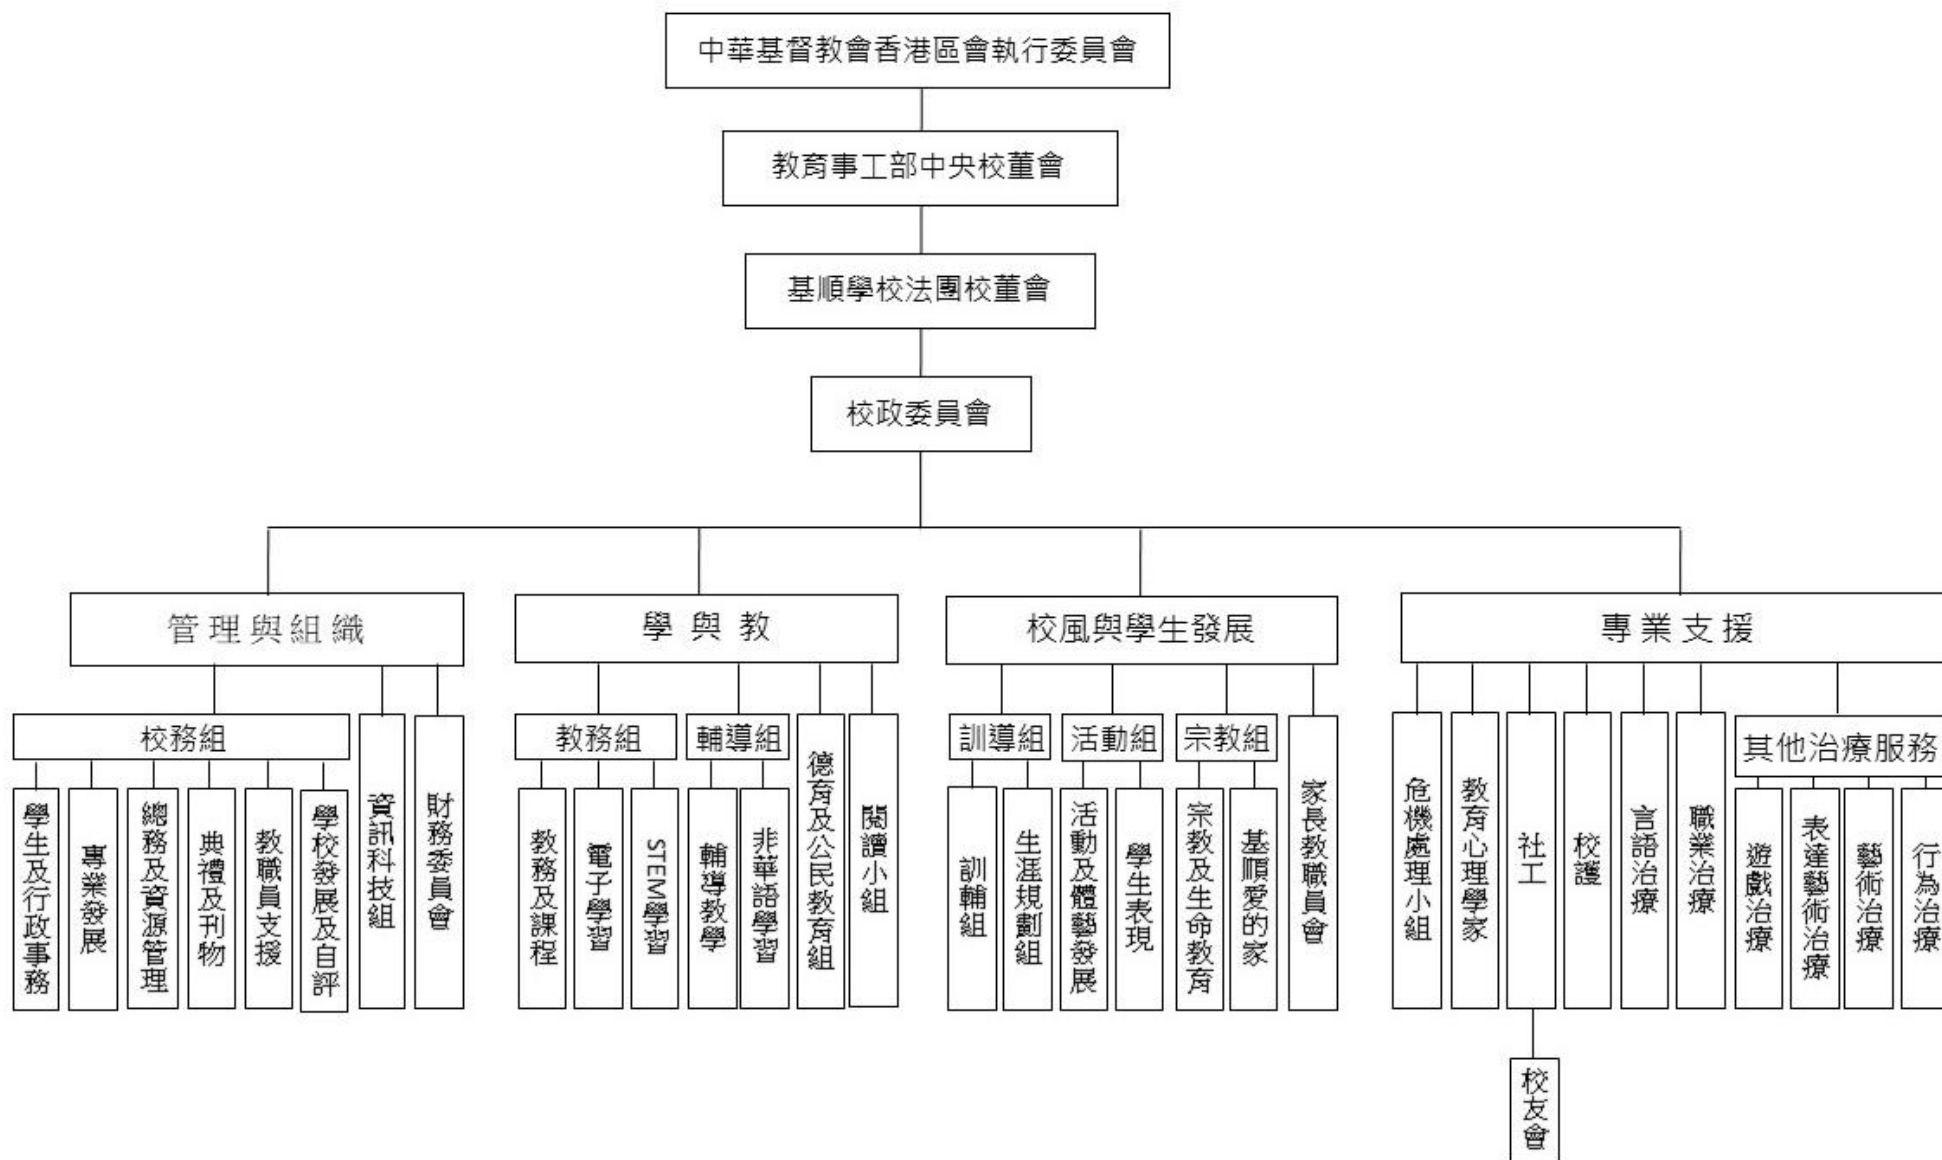 中華基督教會香港區會執行委員會
教育事工部中央校董會
基順學校法團校董會
校政委員會
管理與組織
學與教
校風與學生發展
專業支援
校務組
資訊科技組
財務委員會
教務組
輔導組
德育及公民教育組
閱讀小組
訓導組
活動組
宗教組
家長教職員會
危機處理小組
教育心理學家
社工
校護
言語治療
職業治療
其他治療服務
學生及行政事務
專業發展
總務及資源管理
典禮及刊物
教職員支援
學校發展及自評
教務及課程
電子學習
STEM學習
輔導教學
非華語學習
訓輔組
生涯規劃組
活動及體藝發展
學生表現
宗教及生命教育
基順愛的家
遊戲治療
表達藝術治療
藝術治療
行為治療
校友會